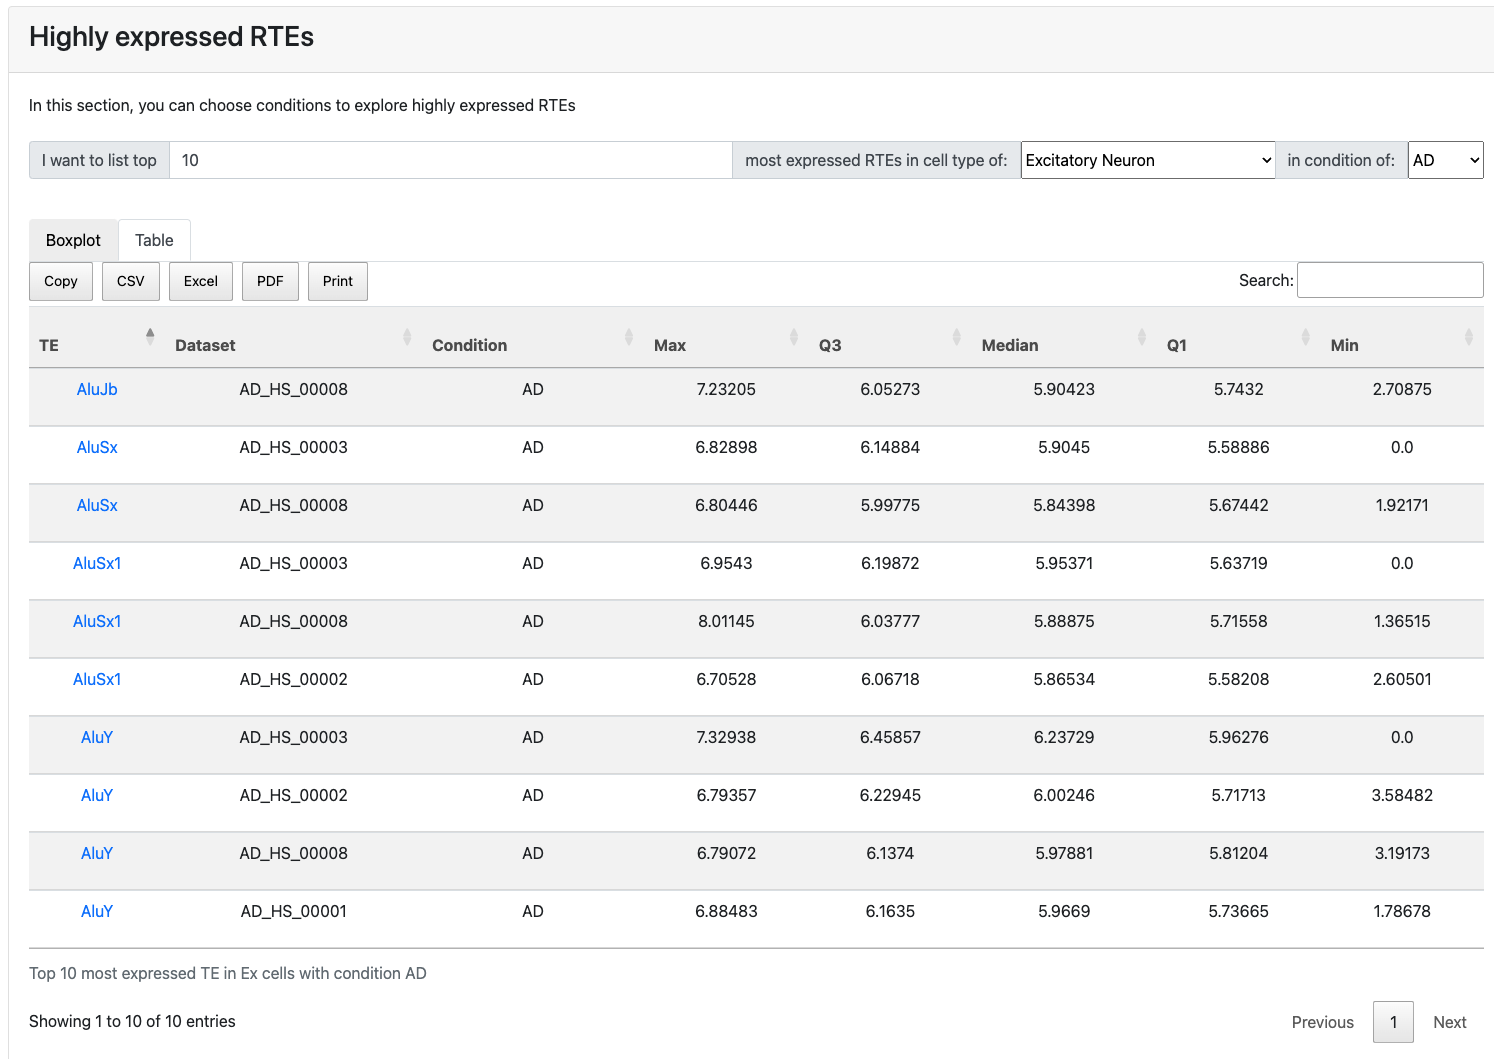 Highly expressed RTEs
In this section, you can choose conditions to explore highly expressed RTEs
I want to list top 10 most expressed RTEs in cell type of: Excitatory Neuron in condition of: AD
Boxplot Table
Copy CSV Excel PDF Print Search:
TE Dataset Condition Max Q3 Median Q1 Min
AluJb AD_HS_00008 AD 7.23205 6.05273 5.90423 5.7432 2.70875
AluSx AD_HS_00003 AD 6.82898 6.14884 5.9045 5.58886 0.0
AluSx AD_HS_00008 AD 6.80446 5.99775 5.84398 5.67442 1.92171
AluSx1 AD_HS_00003 AD 6.9543 6.19872 5.95371 5.63719 0.0
AluSx1 AD_HS_00008 AD 8.01145 6.03777 5.88875 5.71558 1.36515
AluSx1 AD_HS_00002 AD 6.70528 6.06718 5.86534 5.58208 2.60501
AluY AD_HS_00003 AD 7.32938 6.45857 6.23729 5.96276 0.0
AluY AD_HS_00002 AD 6.79357 6.22945 6.00246 5.71713 3.58482
AluY AD_HS_00008 AD 6.79072 6.1374 5.97881 5.81204 3.19173
AluY AD_HS_00001 AD 6.88483 6.1635 5.9669 5.73665 1.78678
Top 10 most expressed TE in Ex cells with condition AD
Showing 1 to 10 of 10 entries Previous 1 Next